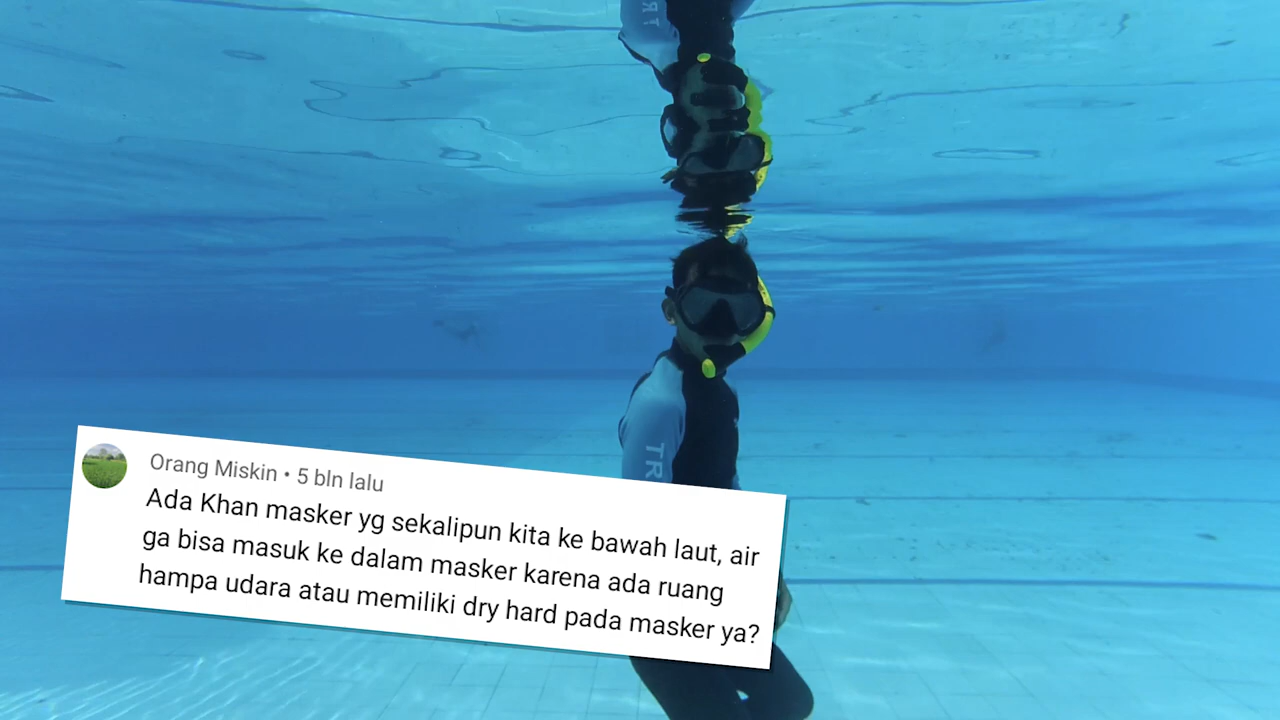 TR
Orang Miskin • 5 bln lalu
Ada Khan masker yg sekalipun kita ke bawah laut, air
ga bisa masuk ke dalam masker karena ada ruang
hampa udara atau memiliki dry hard pada masker ya?